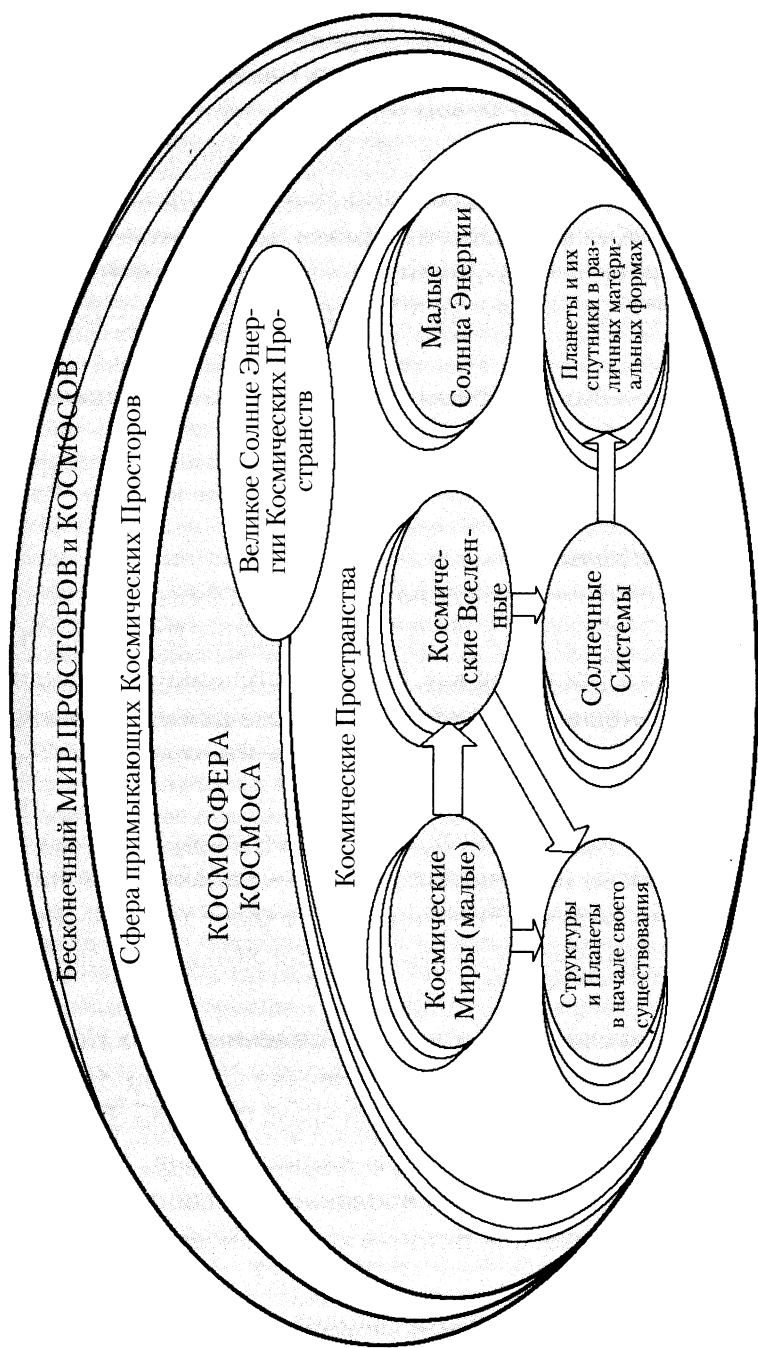 Бесконечный МИР ПРОСТОРОВ и КОСМОСОВ
Сфера примыкающих Космический Просторов
КОСМОСФЕРА
КОСМОСА
Великое Солнце Энер-
гии Космических Про-
странств
Космические Пространства
Космические
Миры (малые)
Космиче-
ские Вселен-
ные
Малые
Солнца Энергии
Структуры
и Планеты
в начале своего
существования
Солнечные
Системы
Планеты и их
спутники в раз-
личных матери-
альных формах